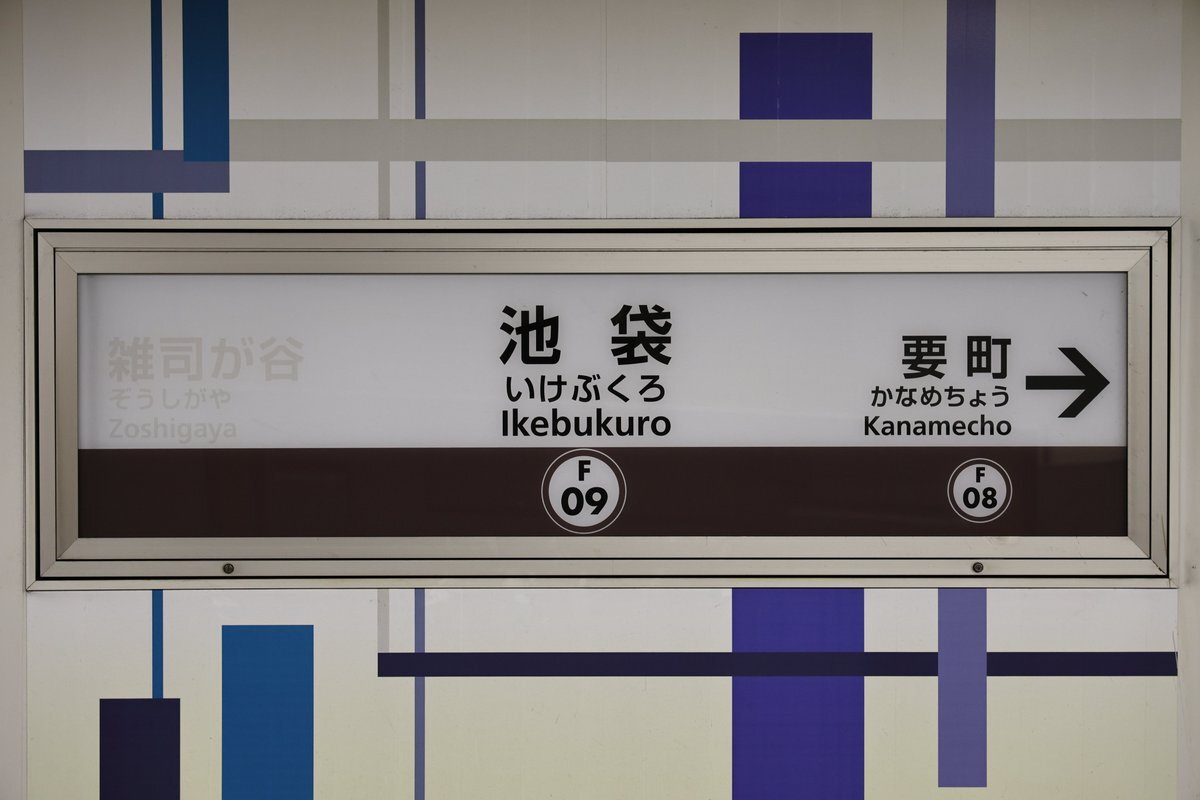 雑司が谷
ぞうしがや
Zoshigaya
池袋
いけぶくろ
Ikebukuro
F
09
要町
かなめちょう
Kanamecho
F
08